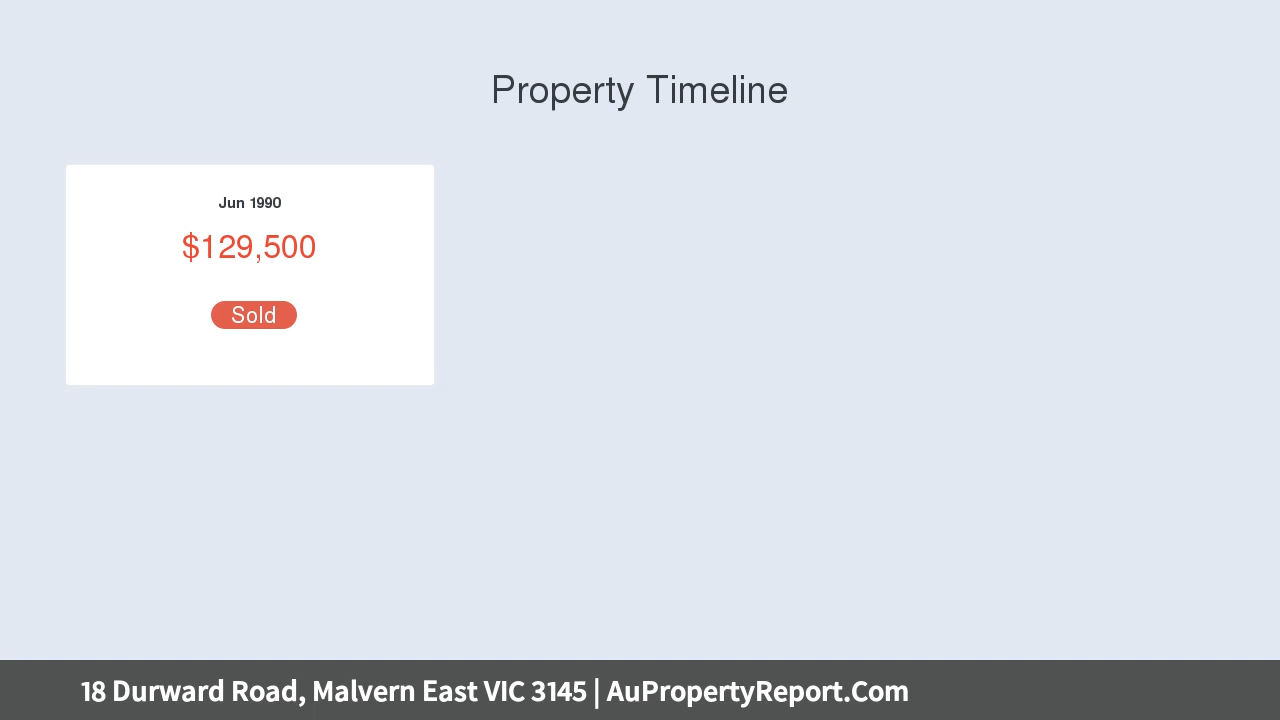 Property Timeline
Jun 1990
$129,500
Sold
18 Durward Road, Malvern East VIC 3145 | AuPropertyReport.Com